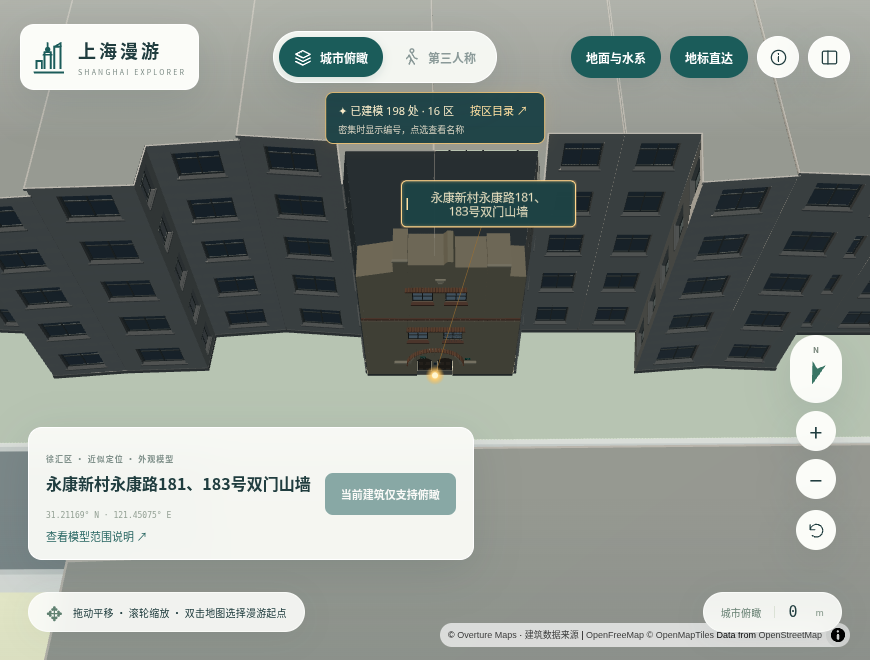 上海漫游
SHANGHAI EXPLORER
城市俯瞰
第三人称
地面与水系
地标直达
✦ 已建模 198 处 · 16 区 按区目录 ↗
密集时显示编号，点选查看名称
永康新村永康路181、
183号双门山墙
N
+
−
徐汇区 · 近似定位 · 外观模型
永康新村永康路181、183号双门山墙
当前建筑仅支持俯瞰
31.21169° N · 121.45075° E
查看模型范围说明 ↗
拖动平移 · 滚轮缩放 · 双击地图选择漫游起点
城市俯瞰 0 m
© Overture Maps · 建筑数据来源 | OpenFreeMap © OpenMapTiles Data from OpenStreetMap